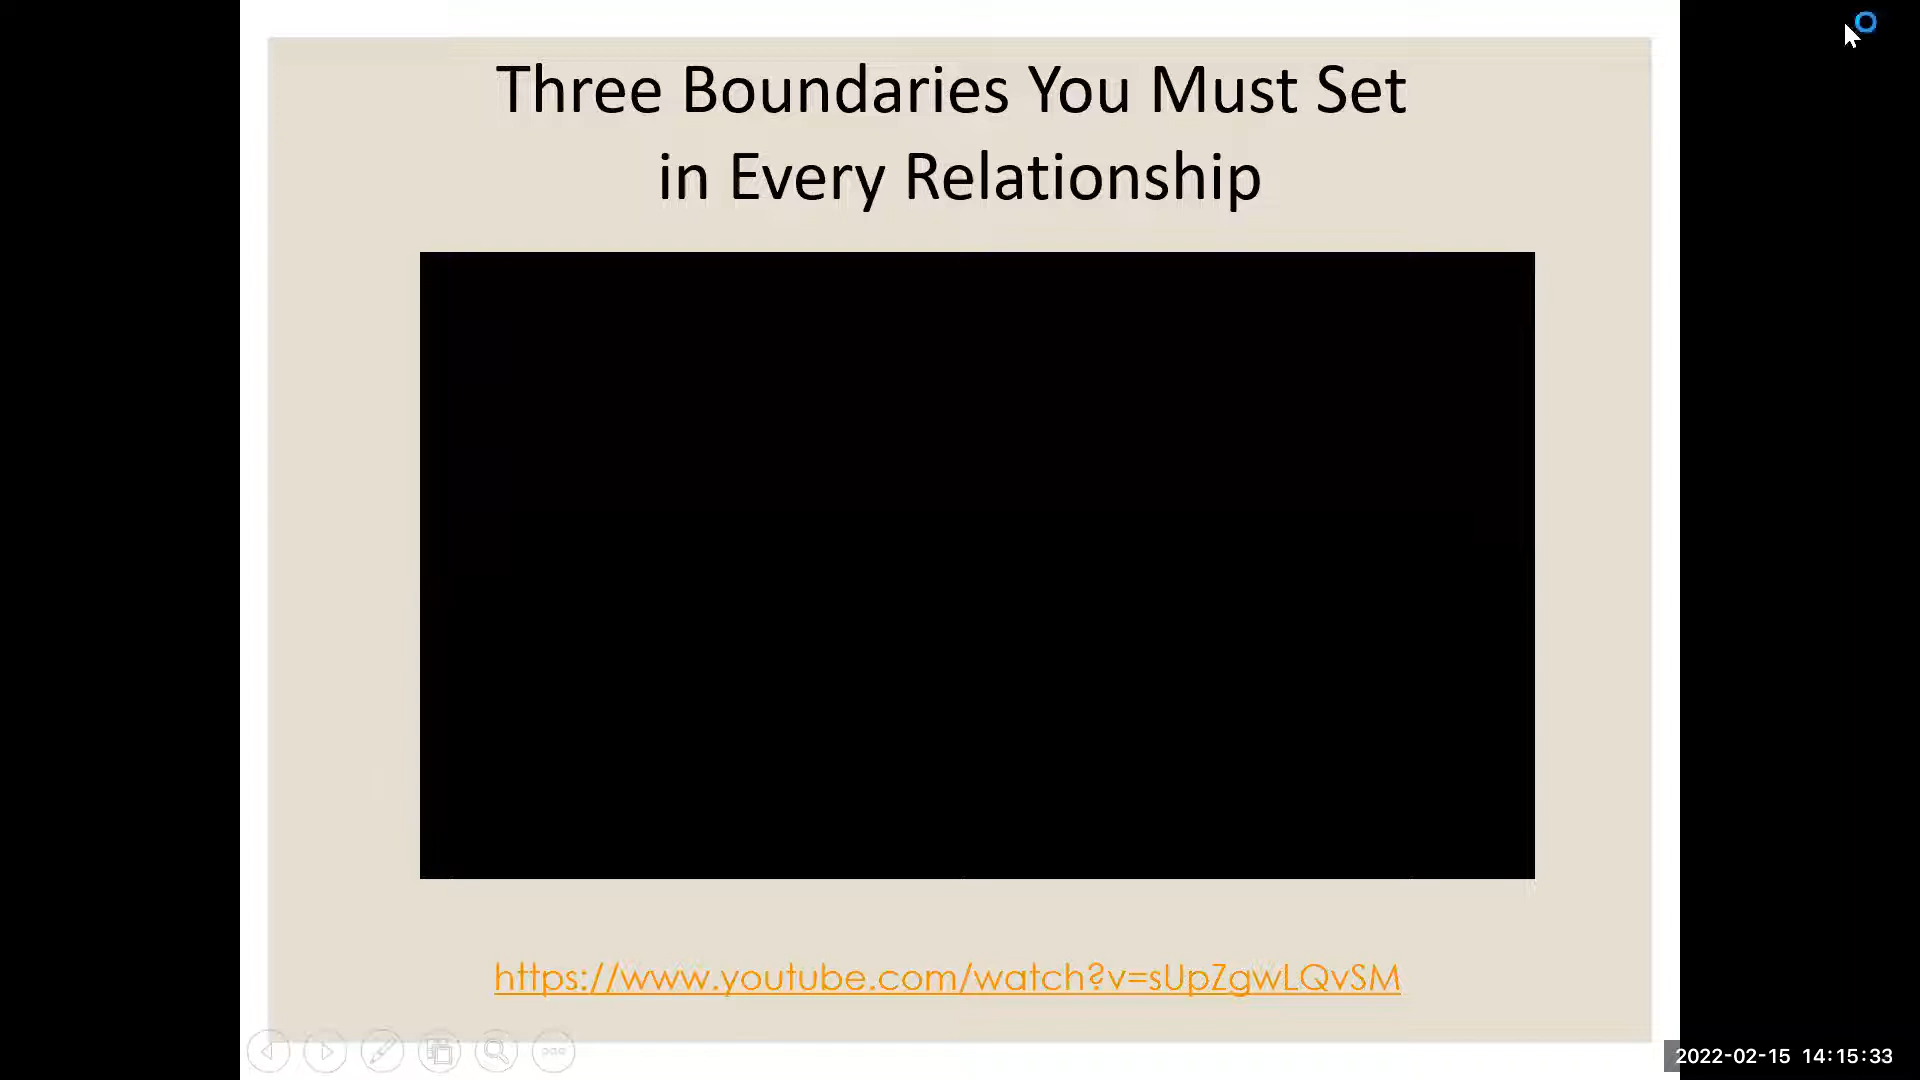 Three Boundaries You Must Set
in Every Relationship
https://www.youtube.com/watch?v=sUpZgwLQvSM
2022-02-15 14:15:33